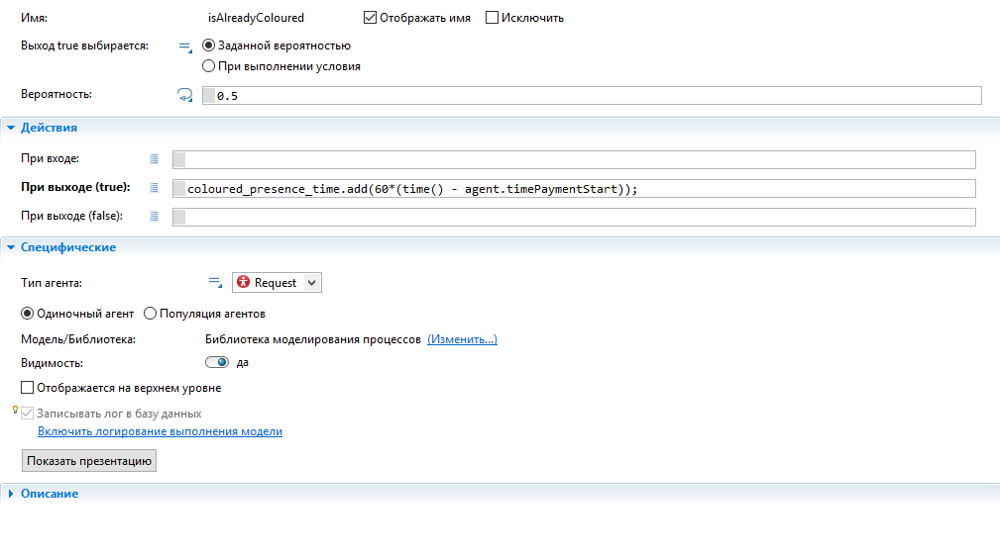 Имя: isAlreadyColoured Отображать имя Исключить
Выход true выбирается: Заданной вероятностью
При выполнении условия
Вероятность: 0.5
Действия
При входе:
При выходе (true): coloured_presence_time.add(60*(time() - agent.timePaymentStart));
При выходе (false):
Специфические
Тип агента: Request
Одиночный агент Популяция агентов
Модель/Библиотека: Библиотека моделирования процессов (Изменить...)
Видимость: да
Отображается на верхнем уровне
Записывать лог в базу данных
Включить логирование выполнения модели
Показать презентацию
Описание